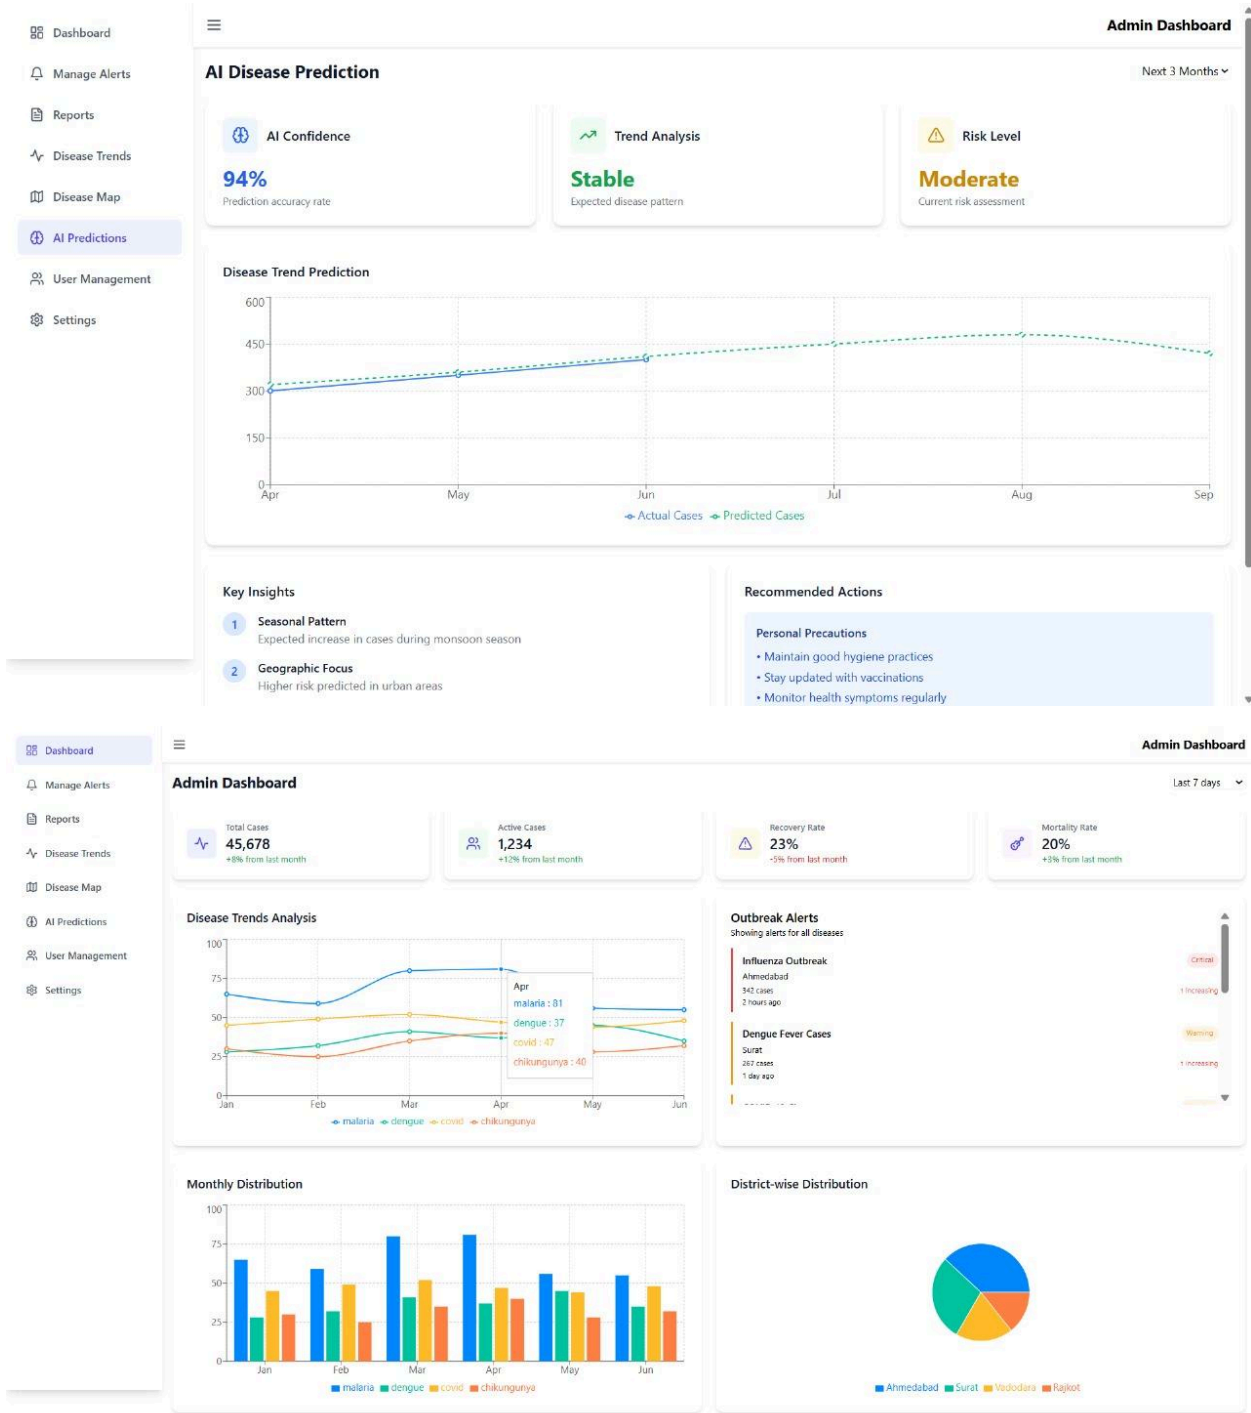 Dashboard
Manage Alerts
Reports
Disease Trends
Disease Map
AI Predictions
User Management
Settings
Admin Dashboard
AI Disease Prediction
Next 3 Months
AI Confidence
94%
Prediction accuracy rate
Trend Analysis
Stable
Expected disease pattern
Risk Level
Moderate
Current risk assessment
Disease Trend Prediction
600
450
300
150
0
Apr May Jun Jul Aug Sep
Actual Cases Predicted Cases
Key Insights
1 Seasonal Pattern
Expected increase in cases during monsoon season
2 Geographic Focus
Higher risk predicted in urban areas
Recommended Actions
Personal Precautions
• Maintain good hygiene practices
• Stay updated with vaccinations
• Monitor health symptoms regularly
Dashboard
Manage Alerts
Reports
Disease Trends
Disease Map
AI Predictions
User Management
Settings
Admin Dashboard
Admin Dashboard
Last 7 days
Total Cases
45,678
+8% from last month
Active Cases
1,234
+12% from last month
Recovery Rate
23%
-5% from last month
Mortality Rate
20%
+3% from last month
Disease Trends Analysis
100
75
50
25
0
Jan Feb Mar Apr May Jun
Apr
malaria : 81
dengue : 37
covid : 47
chikungunya : 40
malaria dengue covid chikungunya
Outbreak Alerts
Showing alerts for all diseases
Influenza Outbreak
Critical
Ahmedabad
342 cases
↑ Increasing
2 hours ago
Dengue Fever Cases
Warning
Surat
267 cases
↑ Increasing
1 day ago
Monthly Distribution
100
75
50
25
0
Jan Feb Mar Apr May Jun
malaria dengue covid chikungunya
District-wise Distribution
Ahmedabad Surat Vadodara Rajkot